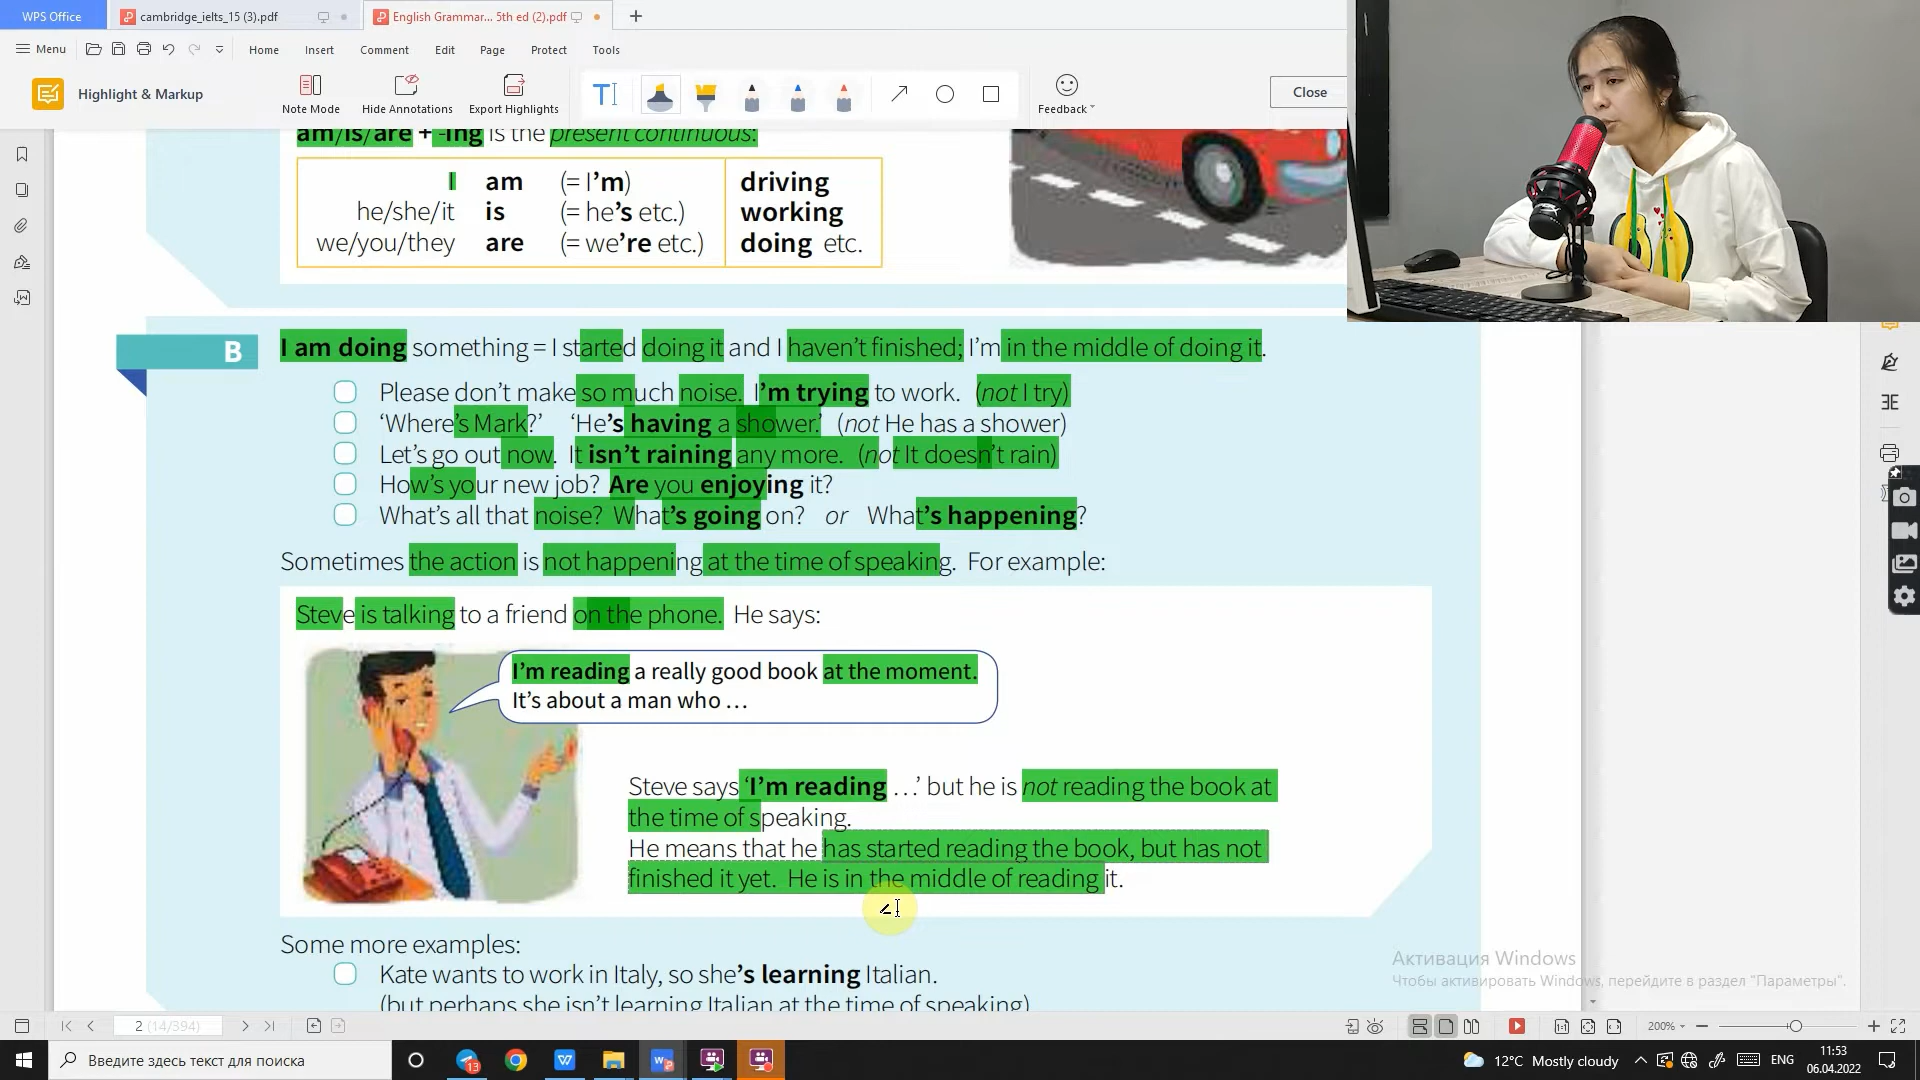 WPS Office
cambridge_ielts_15 (3).pdf
English Grammar... 5th ed (2).pdf
Menu
Home
Insert
Comment
Edit
Page
Protect
Tools
Highlight & Markup
Note Mode
Hide Annotations
Export Highlights
Feedback
Close
am/is/are + -ing is the present continuous:
I am (= I'm) driving
he/she/it is (= he's etc.) working
we/you/they are (= we're etc.) doing etc.
B
I am doing something = I started doing it and I haven't finished; I'm in the middle of doing it.
Please don't make so much noise. I'm trying to work. (not I try)
‘Where's Mark?’ ‘He's having a shower.’ (not He has a shower)
Let's go out now. It isn't raining any more. (not It doesn't rain)
How's your new job? Are you enjoying it?
What's all that noise? What's going on? or What's happening?
Sometimes the action is not happening at the time of speaking. For example:
Steve is talking to a friend on the phone. He says:
I'm reading a really good book at the moment.
It's about a man who …
Steve says ‘I'm reading …’ but he is not reading the book at
the time of speaking.
He means that he has started reading the book, but has not
finished it yet. He is in the middle of reading it.
Some more examples:
Kate wants to work in Italy, so she's learning Italian.
(but perhaps she isn't learning Italian at the time of speaking)
Активация Windows
Чтобы активировать Windows, перейдите в раздел "Параметры".
2 (14/394)
200%
Введите здесь текст для поиска
13
12°C Mostly cloudy
ENG
11:53
06.04.2022